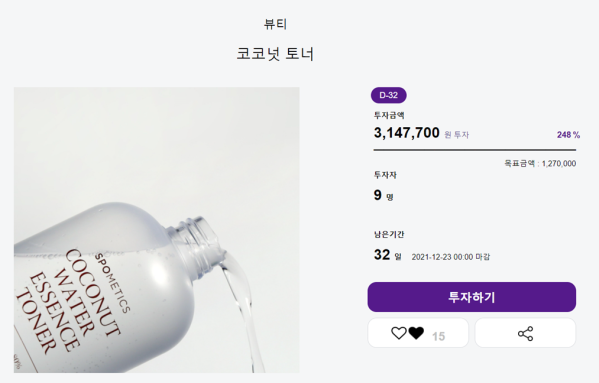 뷰티
코코넛 토너
D-32
투자금액
3,147,700 원 투자
248 %
목표금액 : 1,270,000
투자자
9 명
남은기간
32 일 2021-12-23 00:00 마감
투자하기
15
SPOMETICS
COCONUT
WATER
ESSENCE
TONER